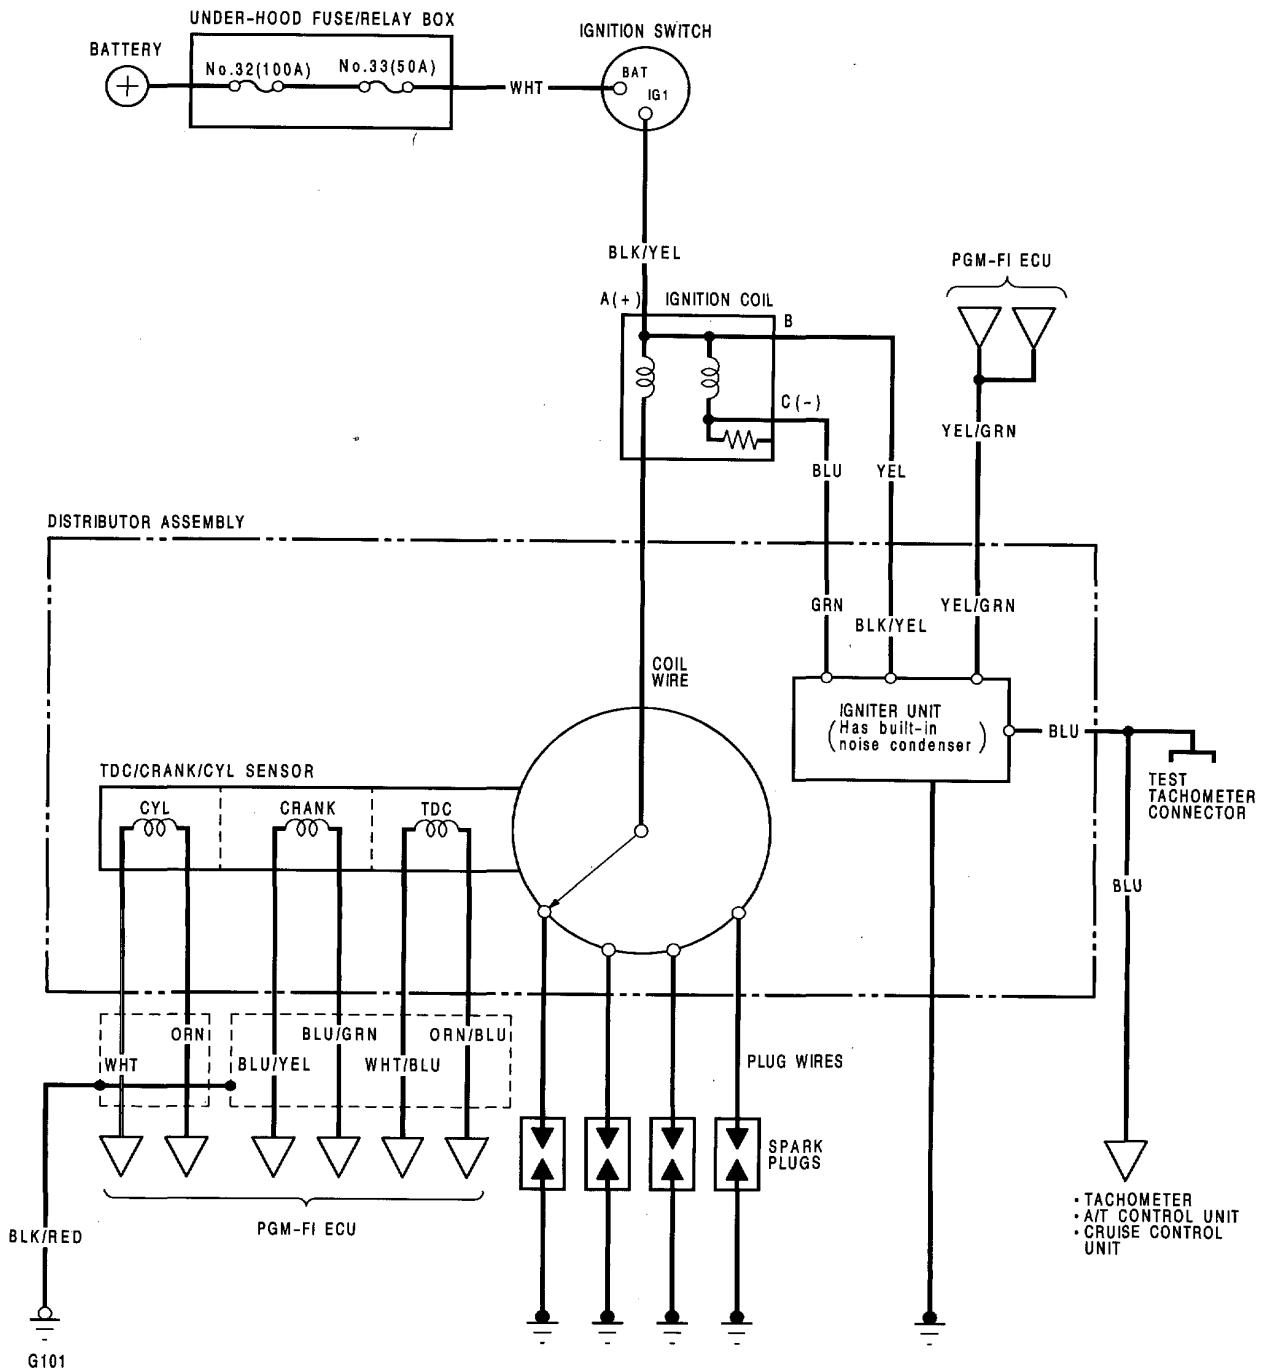 UNDER-HOOD FUSE/RELAY BOX
IGNITION SWITCH
BATTERY
No.32(100A)
No.33(50A)
BAT
WHT
IG1
BLK/YEL
PGM-FI ECU
A(+)
IGNITION COIL
B
C(-)
YEL/GRN
BLU
YEL
DISTRIBUTOR ASSEMBLY
GRN
YEL/GRN
BLK/YEL
COIL
WIRE
IGNITER UNIT
(Has built-in
noise condenser)
BLU
TDC/CRANK/CYL SENSOR
TEST
TACHOMETER
CONNECTOR
CYL
CRANK
TDC
BLU
ORN
BLU/GRN
ORN/BLU
WHT
BLU/YEL
WHT/BLU
PLUG WIRES
SPARK
PLUGS
PGM-FI ECU
BLK/RED
• TACHOMETER
• A/T CONTROL UNIT
• CRUISE CONTROL
UNIT
G101